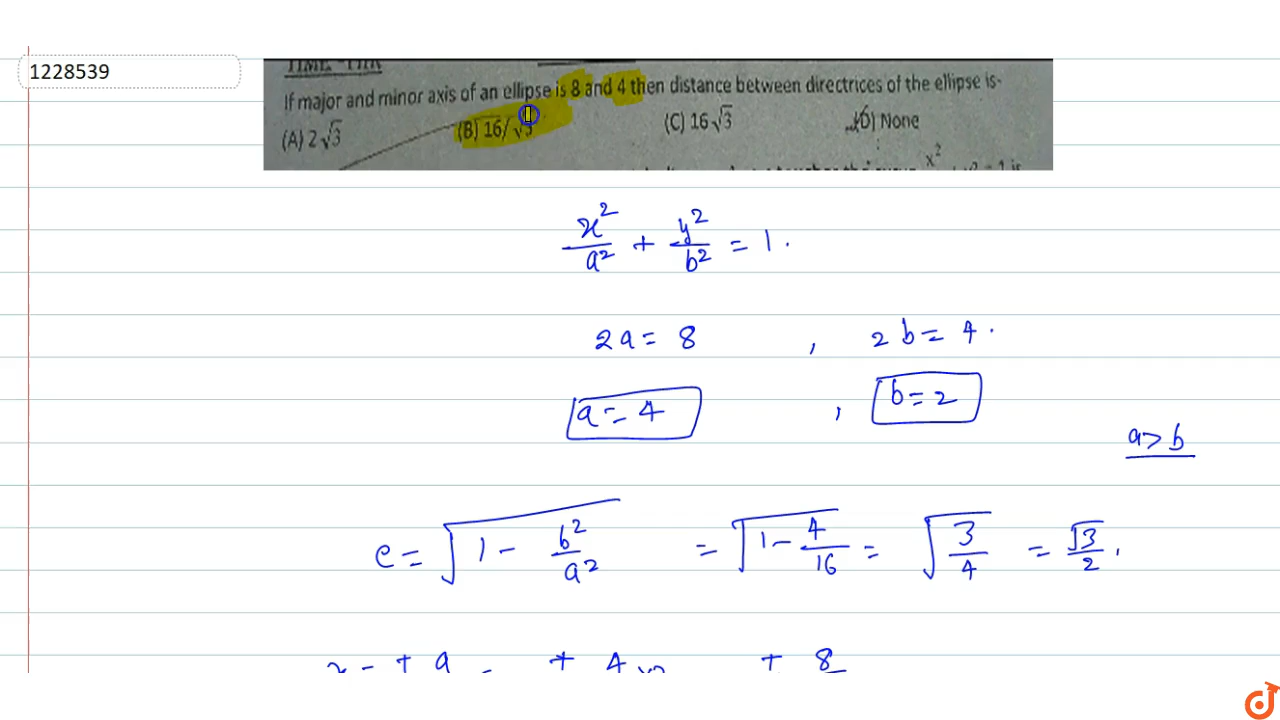 1228539
If major and minor axis of an ellipse is 8 and 4 then distance between directrices of the ellipse is-
(A) 2√3 (B) 16/√3 (C) 16√3 (D) None
x²
x²/a² + y²/b² = 1.
2a = 8 , 2b = 4.
a = 4 , b = 2
a > b
e = √(1 - b²/a²) = √(1 - 4/16) = √(3/4) = √3/2.